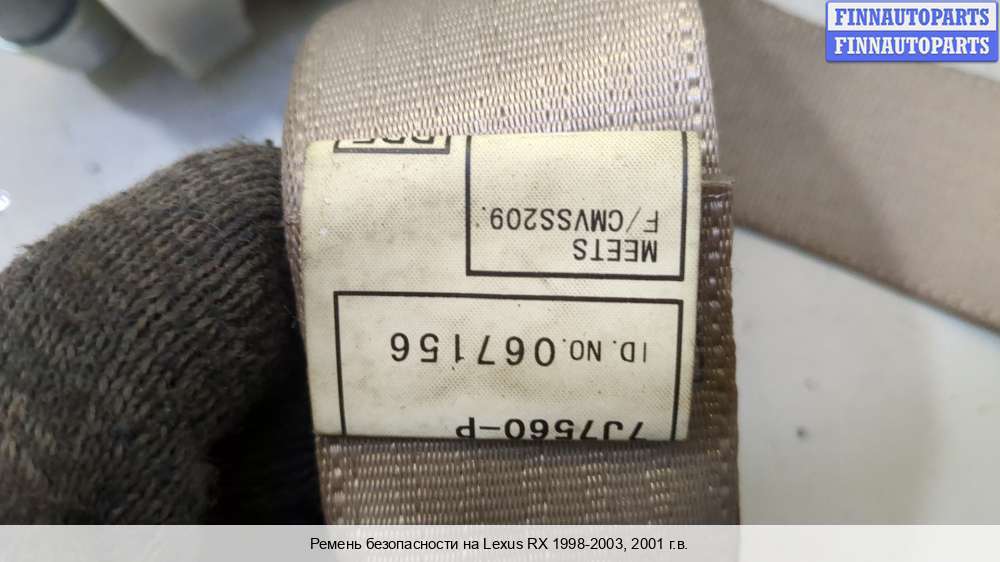 FINNAUTOPARTS
FINNAUTOPARTS
7J7560-P
ID. NO. 067156
MEETS
F/CMVSS209.
Ремень безопасности на Lexus RX 1998-2003, 2001 г.в.